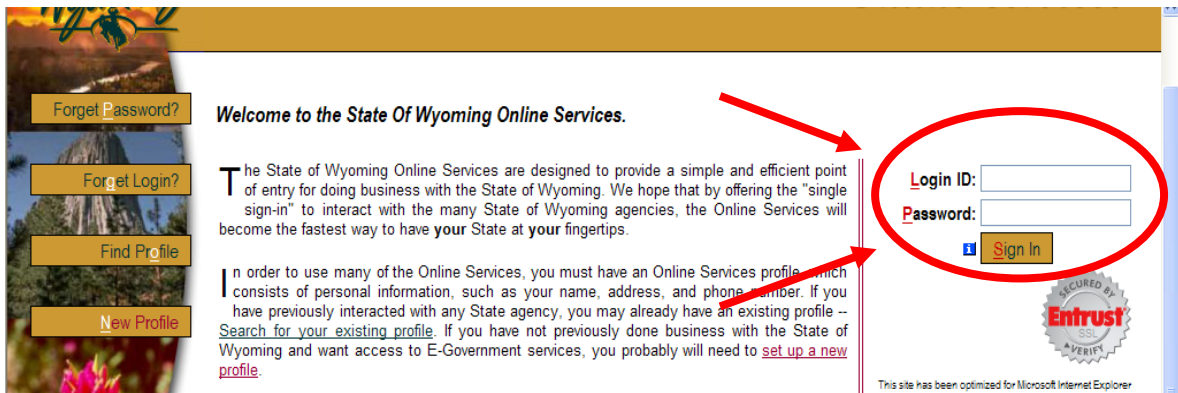 Wyoming
Forget Password?
Forget Login?
Find Profile
New Profile
Welcome to the State Of Wyoming Online Services.
The State of Wyoming Online Services are designed to provide a simple and efficient point
of entry for doing business with the State of Wyoming. We hope that by offering the "single
sign-in" to interact with the many State of Wyoming agencies, the Online Services will
become the fastest way to have your State at your fingertips.
In order to use many of the Online Services, you must have an Online Services profile which
consists of personal information, such as your name, address, and phone number. If you
have previously interacted with any State agency, you may already have an existing profile --
Search for your existing profile. If you have not previously done business with the State of
Wyoming and want access to E-Government services, you probably will need to set up a new
profile.
Login ID:
Password:
i Sign In
SECURED BY
Entrust
SSL
VERIFY
This site has been optimized for Microsoft Internet Explorer